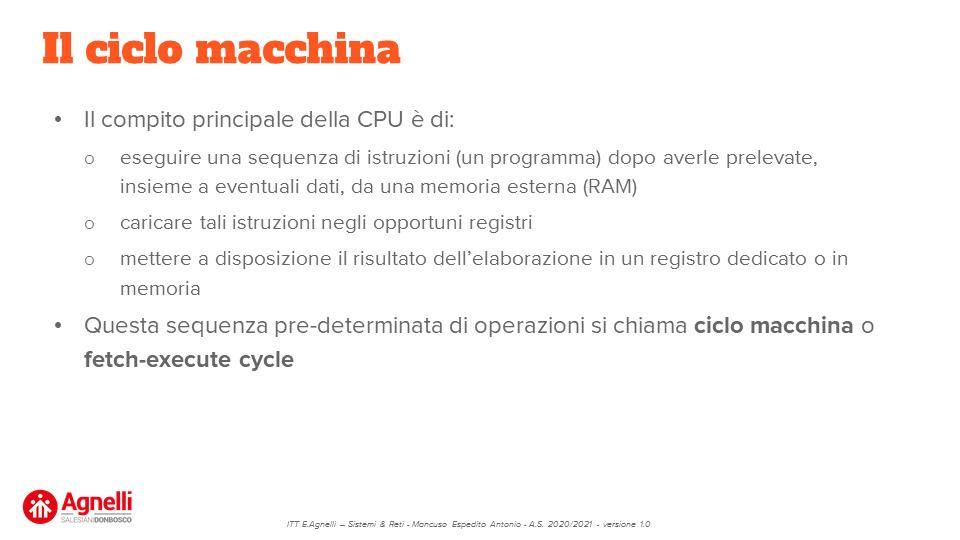 Il ciclo macchina
• Il compito principale della CPU è di:
o eseguire una sequenza di istruzioni (un programma) dopo averle prelevate,
insieme a eventuali dati, da una memoria esterna (RAM)
o caricare tali istruzioni negli opportuni registri
o mettere a disposizione il risultato dell’elaborazione in un registro dedicato o in
memoria
• Questa sequenza pre-determinata di operazioni si chiama ciclo macchina o
fetch-execute cycle
Agnelli
SALESIANIDONBOSCO
ITT E.Agnelli – Sistemi & Reti - Mancuso Espedito Antonio - A.S. 2020/2021 - versione 1.0